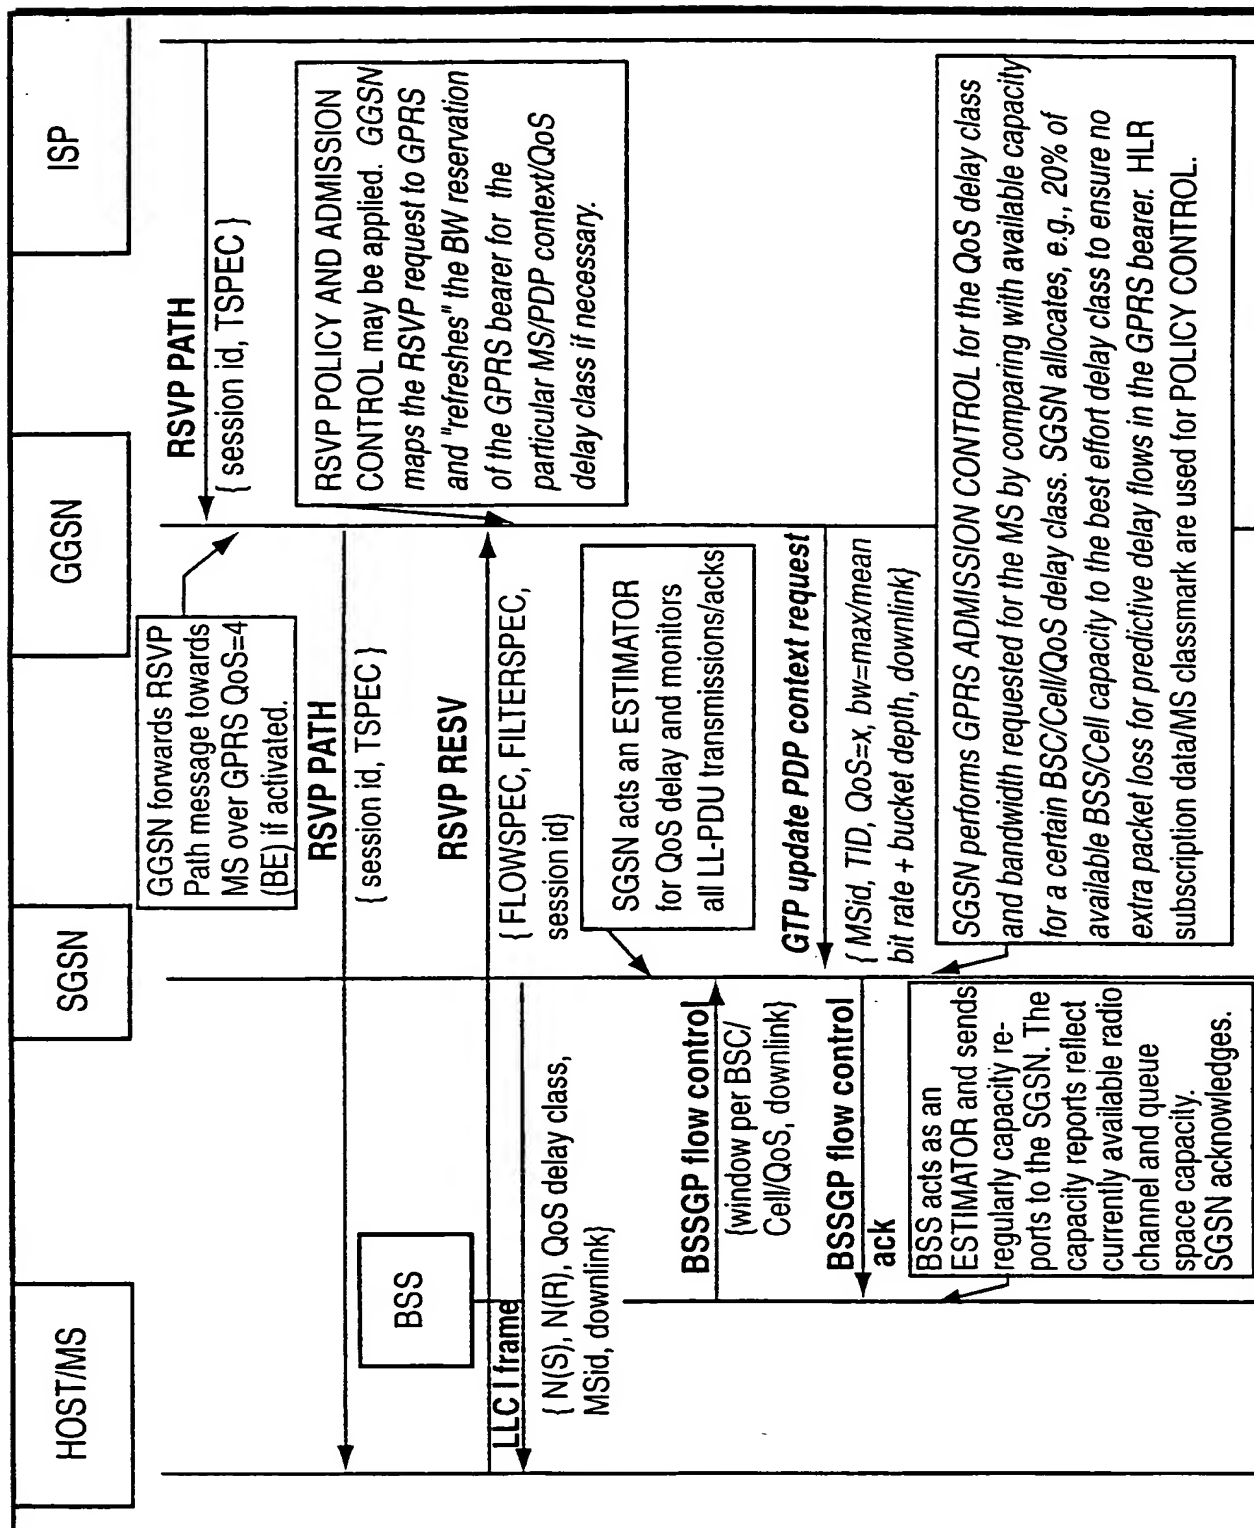 HOST/MS
SGSN
GGSN
ISP
RSVP PATH
{ session id, TSPEC }
GGSN forwards RSVP
Path message towards
MS over GPRS QoS=4
(BE) if activated.
RSVP PATH
{ session id, TSPEC }
RSVP POLICY AND ADMISSION
CONTROL may be applied. GGSN
maps the RSVP request to GPRS
and "refreshes" the BW reservation
of the GPRS bearer for the
particular MS/PDP context/QoS
delay class if necessary.
BSS
RSVP RESV
{ FLOWSPEC, FILTERSPEC,
session id}
LLC I frame
{ N(S), N(R), QoS delay class,
MSid, downlink}
SGSN acts an ESTIMATOR
for QoS delay and monitors
all LL-PDU transmissions/acks
BSSGP flow control
{window per BSC/
Cell/QoS, downlink}
GTP update PDP context request
{ MSid, TID, QoS=x, bw=max/mean
bit rate + bucket depth, downlink}
BSSGP flow control
ack
BSS acts as an
ESTIMATOR and sends
regularly capacity re-
ports to the SGSN. The
capacity reports reflect
currently available radio
channel and queue
space capacity.
SGSN acknowledges.
SGSN performs GPRS ADMISSION CONTROL for the QoS delay class
and bandwidth requested for the MS by comparing with available capacity
for a certain BSC/Cell/QoS delay class. SGSN allocates, e.g., 20% of
available BSS/Cell capacity to the best effort delay class to ensure no
extra packet loss for predictive delay flows in the GPRS bearer. HLR
subscription data/MS classmark are used for POLICY CONTROL.